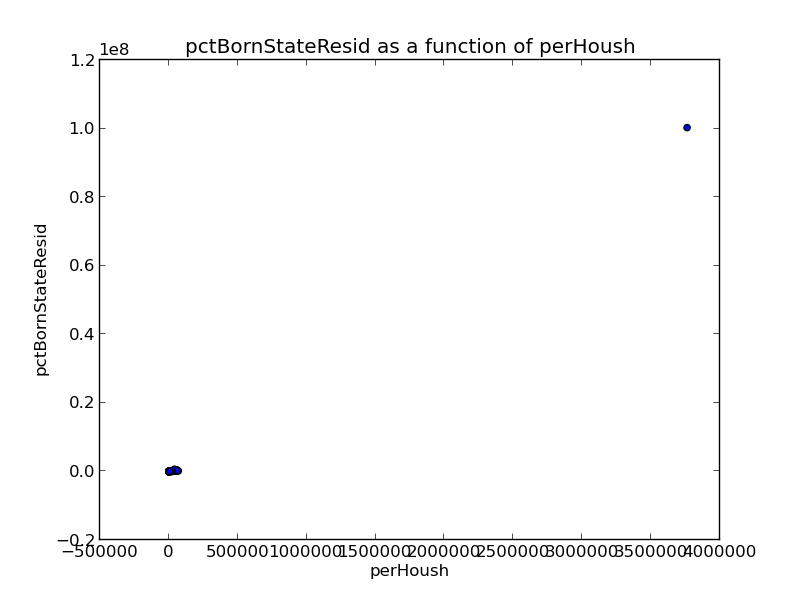 pctBornStateResid as a function of perHoush
1e8
1.2
1.0
0.8
0.6
0.4
0.2
0.0
−0.2
pctBornStateResid
−500000 0 500000 1000000 1500000 2000000 2500000 3000000 3500000 4000000
perHoush